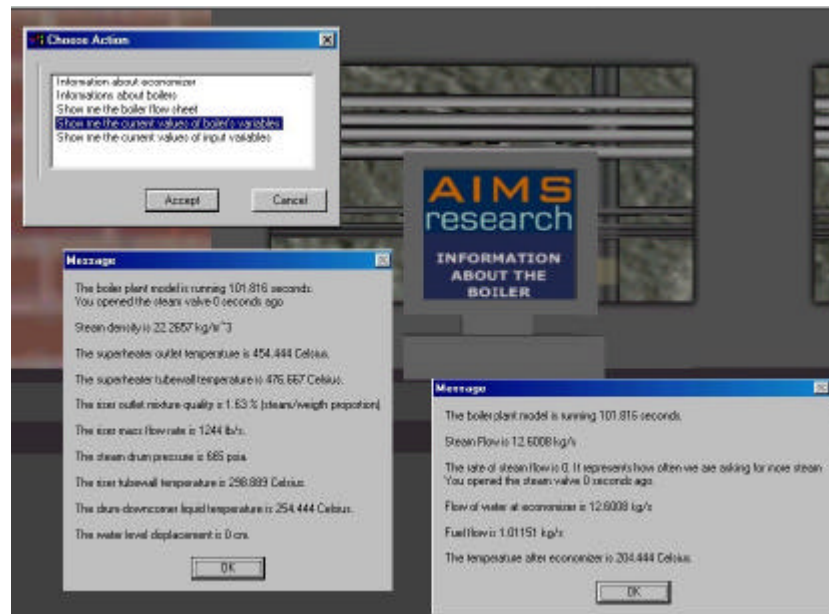 Choose Action
Information about economizer
Informations about boilers
Show me the boiler flow sheet
Show me the current values of boiler's variables
Show me the current values of input variables
Accept
Cancel
AIMS
research
INFORMATION
ABOUT THE
BOILER
Message
The boiler plant model is running 101.816 seconds.
You opened the steam valve 0 seconds ago
Steam density is 22.2657 kg/m^3
The superheater outlet temperature is 454.444 Celsius.
The superheater tubewall temperature is 476.667 Celsius.
The riser outlet mixture quality is 1.63 % (steam/weigth proportion)
The riser mass flow rate is 1244 lb/s.
The steam drum pressure is 665 psia.
The riser tubewall temperature is 298.889 Celsius.
The drum-downcomer liquid temperature is 254.444 Celsius.
The water level displacement is 0 cm.
OK
Message
The boiler plant model is running 101.816 seconds.
Steam Flow is 12.6008 kg/s
The rate of steam flow is 0. It represents how often we are asking for more steam
You opened the steam valve 0 seconds ago
Flow of water at economizer is 12.6008 kg/s
Fuel flow is 1.01151 kg/s
The temperature after economizer is 204.444 Celsius.
OK